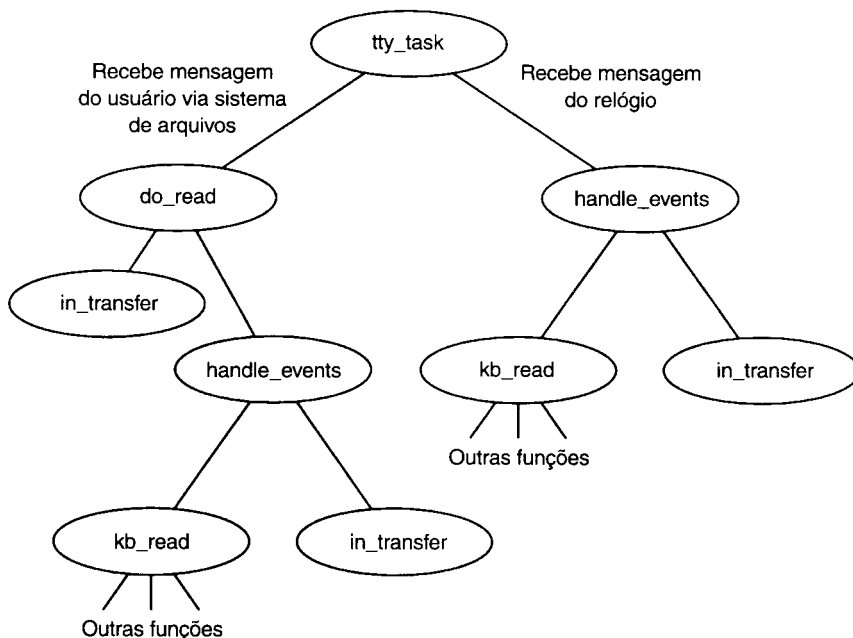 tty_task
Recebe mensagem
do usuário via sistema
de arquivos
Recebe mensagem
do relógio
do_read
handle_events
in_transfer
handle_events
kb_read
in_transfer
Outras funções
kb_read
in_transfer
Outras funções